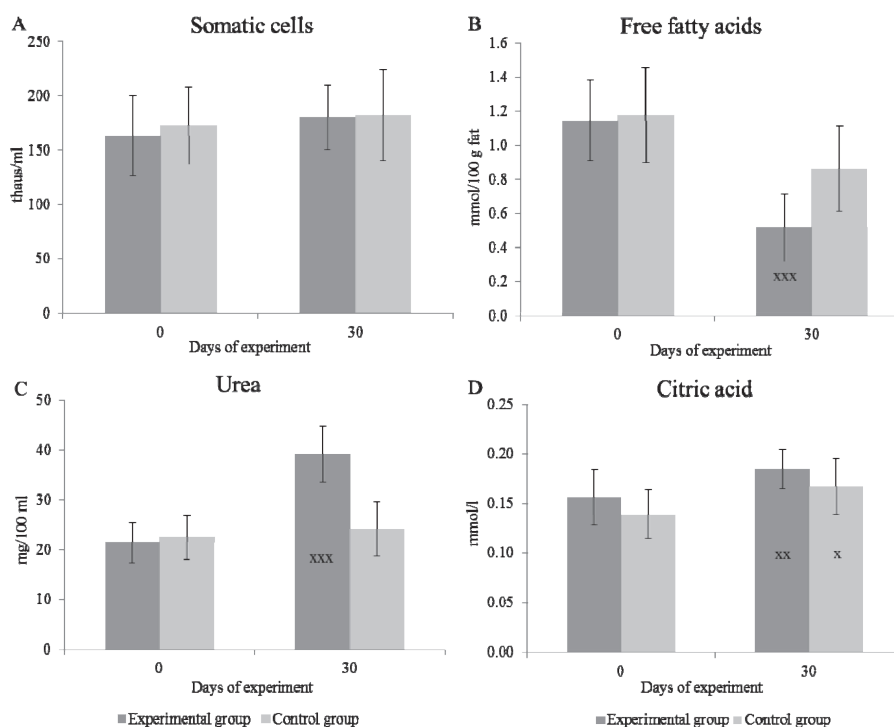 A Somatic cells
250
200
150
100
50
0
thaus/ml
0 30
Days of experiment
B Free fatty acids
1.6
1.4
1.2
1.0
0.8
0.6
0.4
0.2
0.0
mmol/100 g fat
xxx
0 30
Days of experiment
C Urea
50
40
30
20
10
0
mg/100 ml
xxx
0 30
Days of experiment
Experimental group Control group
D Citric acid
0.25
0.20
0.15
0.10
0.05
0.00
mmol/l
xx x
0 30
Days of experiment
Experimental group Control group